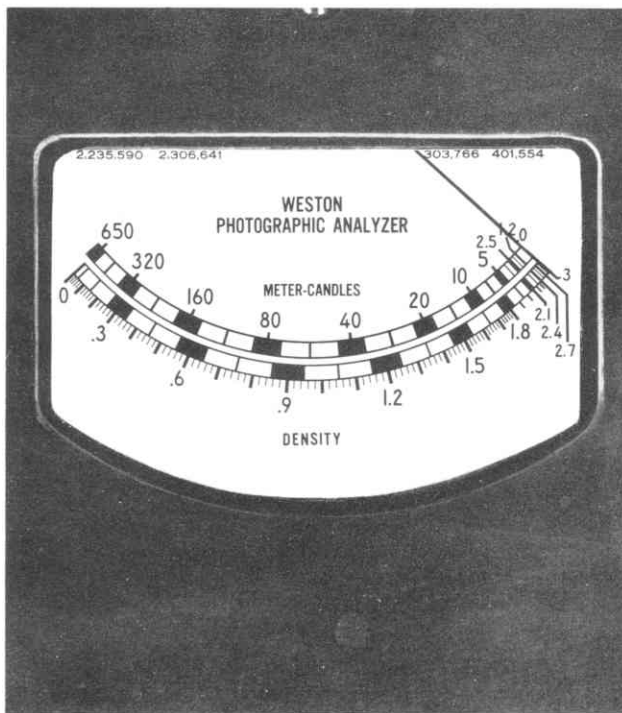 2.235.590 2.306,641 303,766 401,554
WESTON
PHOTOGRAPHIC ANALYZER
650 320 160 80 40 20 10 5 2.5 1.2 0
METER-CANDLES
0 .3 .6 .9 1.2 1.5 1.8 2.1 2.4 2.7 3
DENSITY